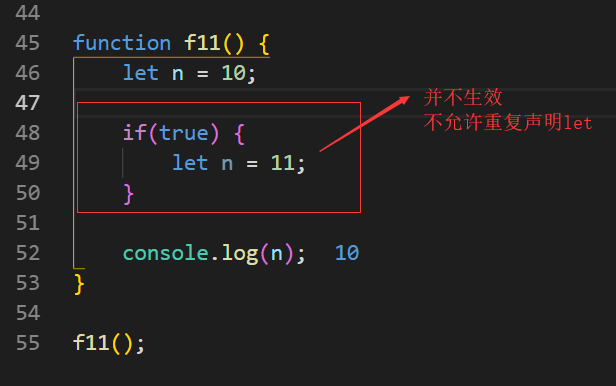 44
45 function f11() {
46 let n = 10;
47
48 if(true) {
49 let n = 11;
50 }
51
52 console.log(n); 10
53 }
54
55 f11();
并不生效
不允许重复声明let